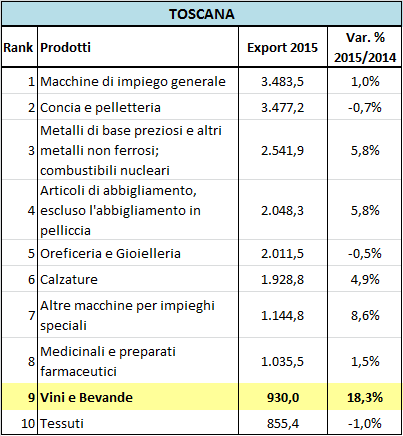 TOSCANA
Rank Prodotti Export 2015 Var. % 2015/2014
1 Macchine di impiego generale 3.483,5 1,0%
2 Concia e pelletteria 3.477,2 -0,7%
3 Metalli di base preziosi e altri
metalli non ferrosi;
combustibili nucleari 2.541,9 5,8%
4 Articoli di abbigliamento,
escluso l'abbigliamento in
pelliccia 2.048,3 5,8%
5 Oreficeria e Gioielleria 2.011,5 -0,5%
6 Calzature 1.928,8 4,9%
7 Altre macchine per impieghi
speciali 1.144,8 8,6%
8 Medicinali e preparati
farmaceutici 1.035,5 1,5%
9 Vini e Bevande 930,0 18,3%
10 Tessuti 855,4 -1,0%